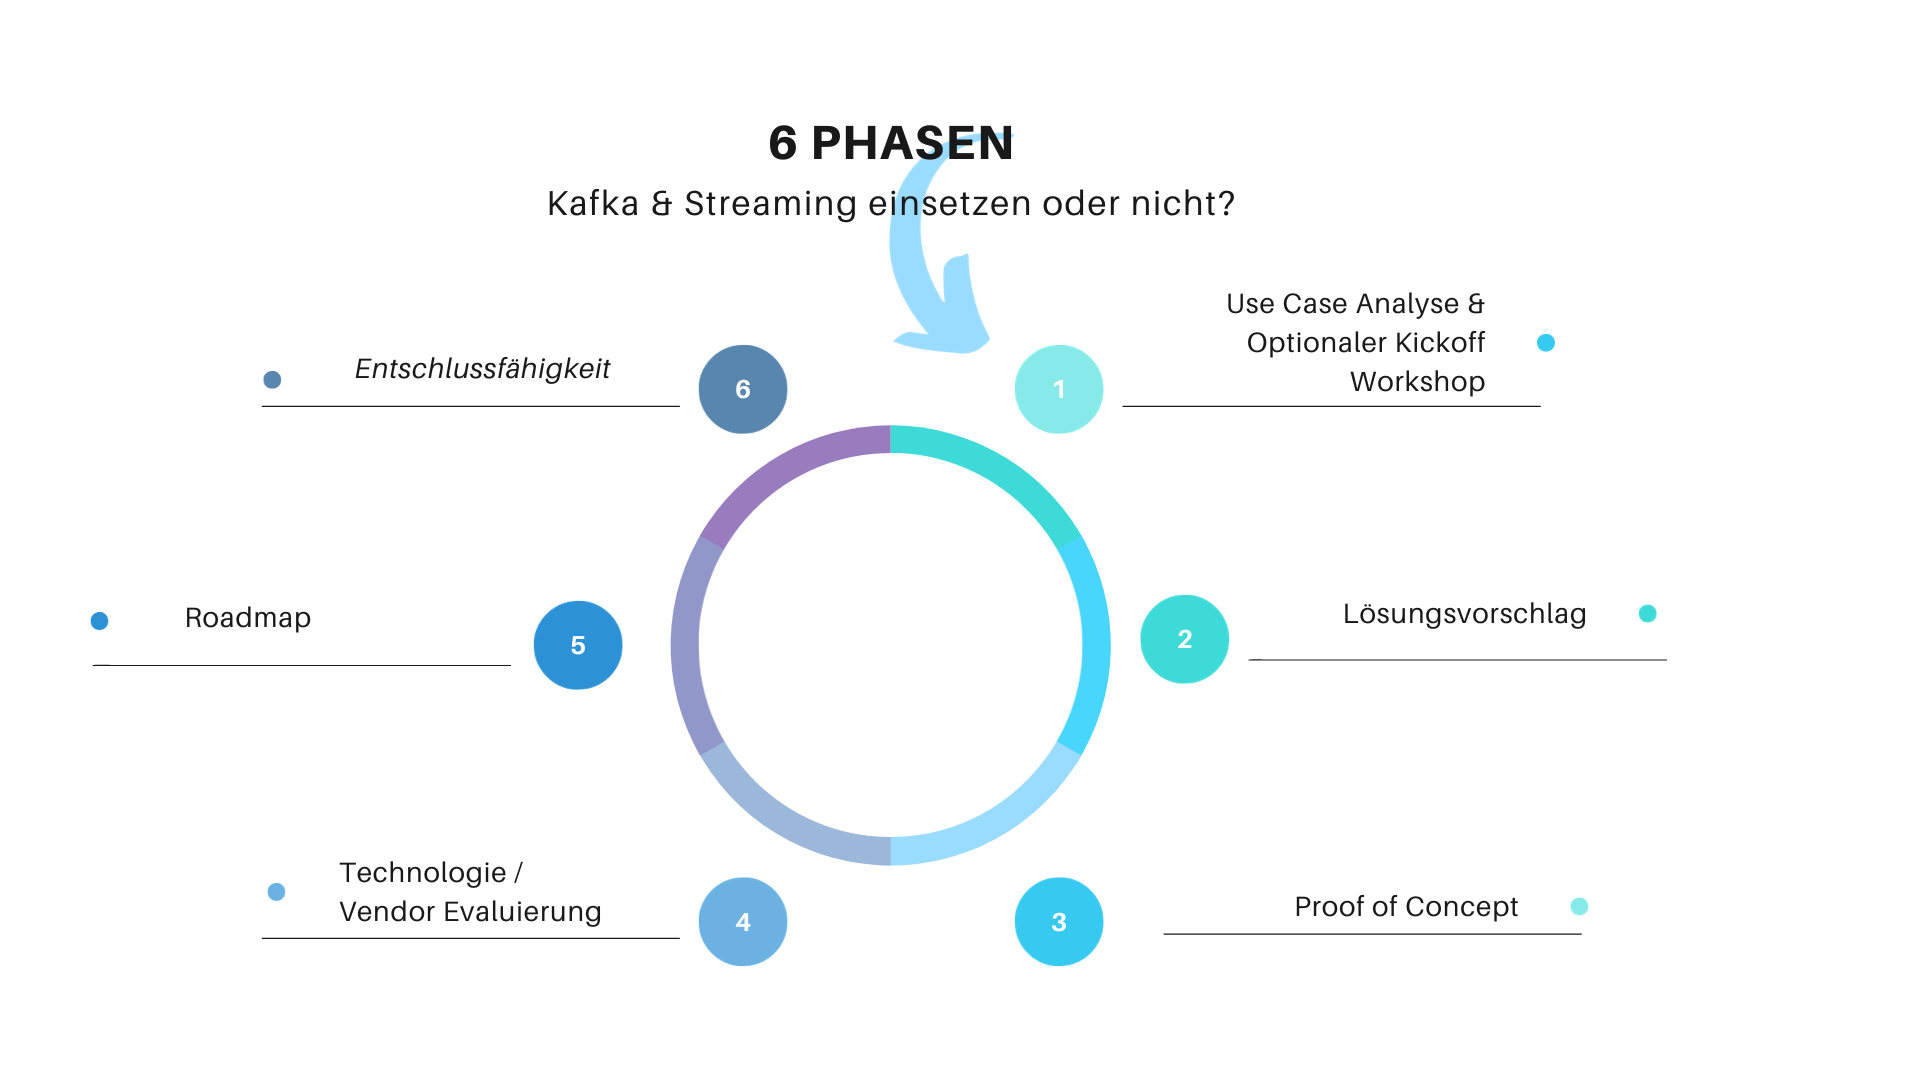 6 PHASEN
Kafka & Streaming einsetzen oder nicht?
1
Use Case Analyse &
Optionaler Kickoff
Workshop
2
Lösungsvorschlag
3
Proof of Concept
4
Technologie /
Vendor Evaluierung
5
Roadmap
6
Entschlussfähigkeit